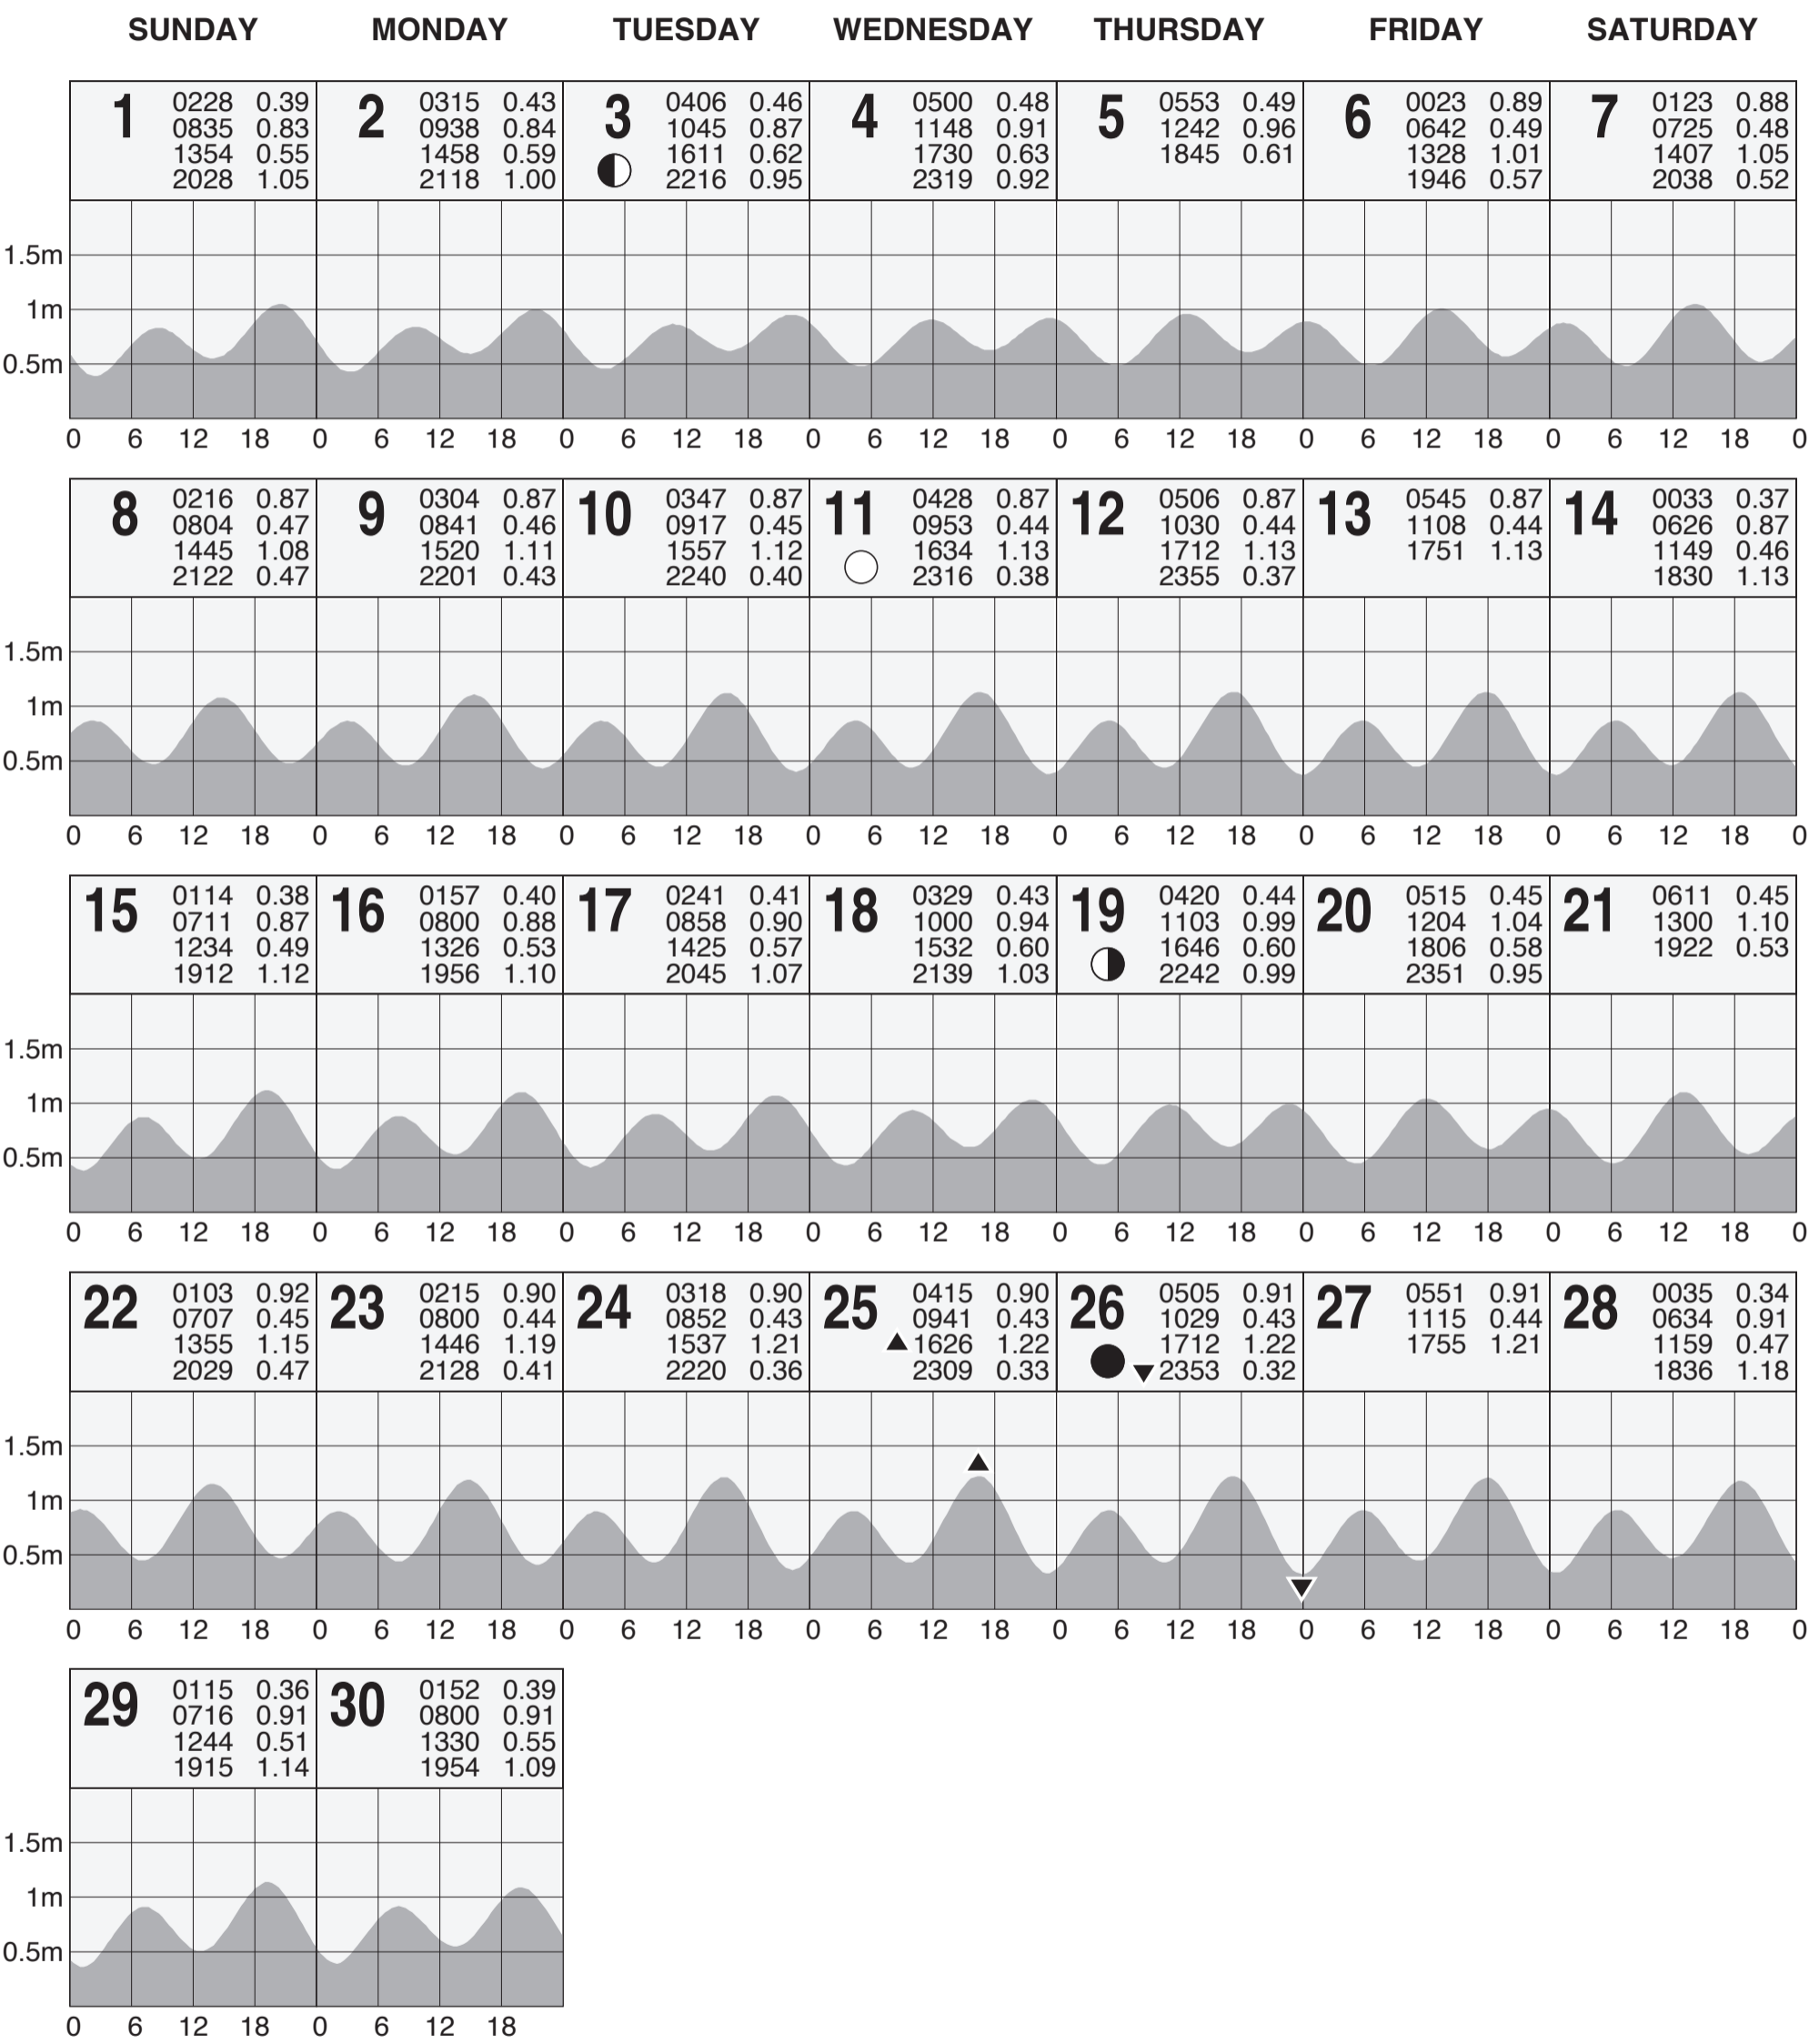 SUNDAY MONDAY TUESDAY WEDNESDAY THURSDAY FRIDAY SATURDAY
1 0228 0.39
0835 0.83
1354 0.55
2028 1.05
2 0315 0.43
0938 0.84
1458 0.59
2118 1.00
3 0406 0.46
1045 0.87
1611 0.62
2216 0.95
4 0500 0.48
1148 0.91
1730 0.63
2319 0.92
5 0553 0.49
1242 0.96
1845 0.61
6 0023 0.89
0642 0.49
1328 1.01
1946 0.57
7 0123 0.88
0725 0.48
1407 1.05
2038 0.52
1.5m
1m
0.5m
0 6 12 18 0 6 12 18 0 6 12 18 0 6 12 18 0 6 12 18 0 6 12 18 0 6 12 18 0
8 0216 0.87
0804 0.47
1445 1.08
2122 0.47
9 0304 0.87
0841 0.46
1520 1.11
2201 0.43
10 0347 0.87
0917 0.45
1557 1.12
2240 0.40
11 0428 0.87
0953 0.44
1634 1.13
2316 0.38
12 0506 0.87
1030 0.44
1712 1.13
2355 0.37
13 0545 0.87
1108 0.44
1751 1.13
14 0033 0.37
0626 0.87
1149 0.46
1830 1.13
1.5m
1m
0.5m
0 6 12 18 0 6 12 18 0 6 12 18 0 6 12 18 0 6 12 18 0 6 12 18 0 6 12 18 0
15 0114 0.38
0711 0.87
1234 0.49
1912 1.12
16 0157 0.40
0800 0.88
1326 0.53
1956 1.10
17 0241 0.41
0858 0.90
1425 0.57
2045 1.07
18 0329 0.43
1000 0.94
1532 0.60
2139 1.03
19 0420 0.44
1103 0.99
1646 0.60
2242 0.99
20 0515 0.45
1204 1.04
1806 0.58
2351 0.95
21 0611 0.45
1300 1.10
1922 0.53
1.5m
1m
0.5m
0 6 12 18 0 6 12 18 0 6 12 18 0 6 12 18 0 6 12 18 0 6 12 18 0 6 12 18 0
22 0103 0.92
0707 0.45
1355 1.15
2029 0.47
23 0215 0.90
0800 0.44
1446 1.19
2128 0.41
24 0318 0.90
0852 0.43
1537 1.21
2220 0.36
25 0415 0.90
0941 0.43
1626 1.22
2309 0.33
26 0505 0.91
1029 0.43
1712 1.22
2353 0.32
27 0551 0.91
1115 0.44
1755 1.21
28 0035 0.34
0634 0.91
1159 0.47
1836 1.18
1.5m
1m
0.5m
0 6 12 18 0 6 12 18 0 6 12 18 0 6 12 18 0 6 12 18 0 6 12 18 0 6 12 18 0
29 0115 0.36
0716 0.91
1244 0.51
1915 1.14
30 0152 0.39
0800 0.91
1330 0.55
1954 1.09
1.5m
1m
0.5m
0 6 12 18 0 6 12 18